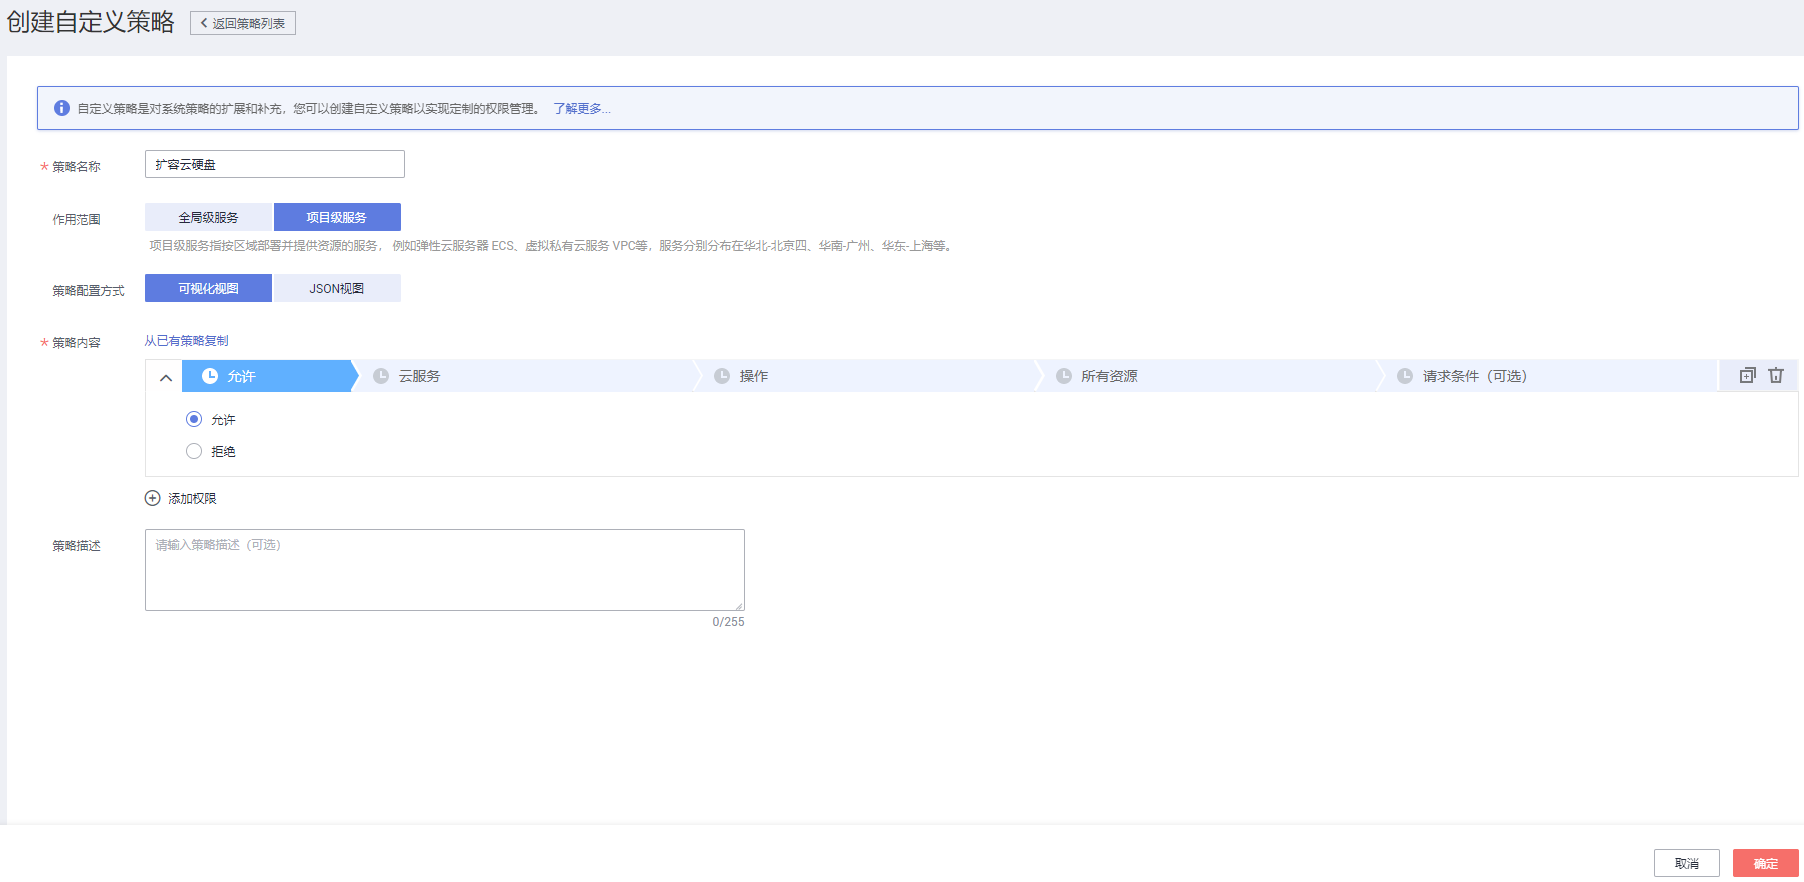 创建自定义策略
返回策略列表
自定义策略是对系统策略的扩展和补充，您可以创建自定义策略以实现定制的权限管理。 了解更多...
* 策略名称 扩容云硬盘
作用范围 全局级服务 项目级服务
项目级服务指按区域部署并提供资源的服务， 例如弹性云服务器 ECS、虚拟私有云服务 VPC等，服务分别分布在华北-北京四、华南-广州、华东-上海等。
策略配置方式 可视化视图 JSON视图
* 策略内容 从已有策略复制
允许 云服务 操作 所有资源 请求条件（可选）
允许
拒绝
添加权限
策略描述 请输入策略描述（可选）
0/255
取消 确定